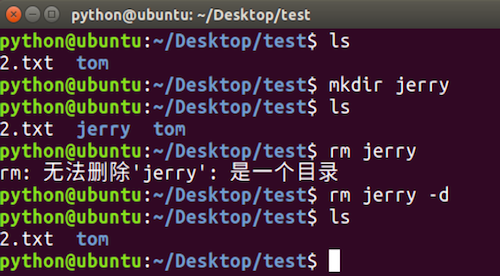 python@ubuntu: ~/Desktop/test
python@ubuntu:~/Desktop/test$ ls
2.txt  tom
python@ubuntu:~/Desktop/test$ mkdir jerry
python@ubuntu:~/Desktop/test$ ls
2.txt  jerry  tom
python@ubuntu:~/Desktop/test$ rm jerry
rm: 无法删除'jerry': 是一个目录
python@ubuntu:~/Desktop/test$ rm jerry -d
python@ubuntu:~/Desktop/test$ ls
2.txt  tom
python@ubuntu:~/Desktop/test$